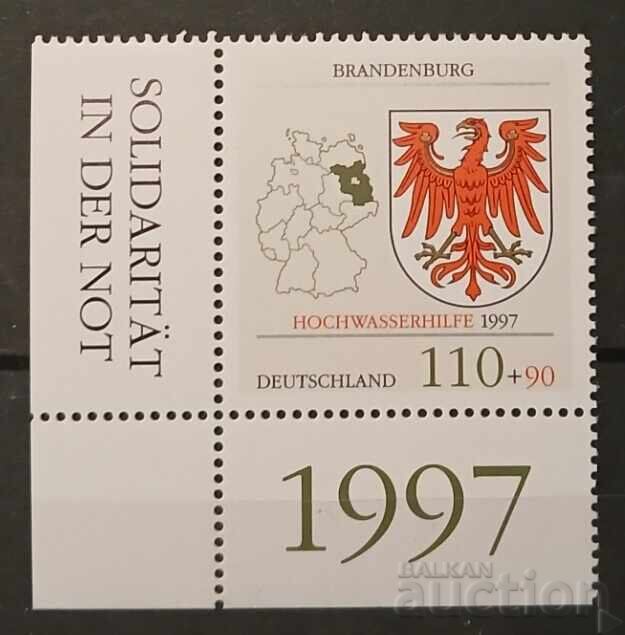 SOLIDARITÄT
IN DER NOT
BRANDENBURG
HOCHWASSERHILFE 1997
DEUTSCHLAND 110+90
1997
BALKAN
auction